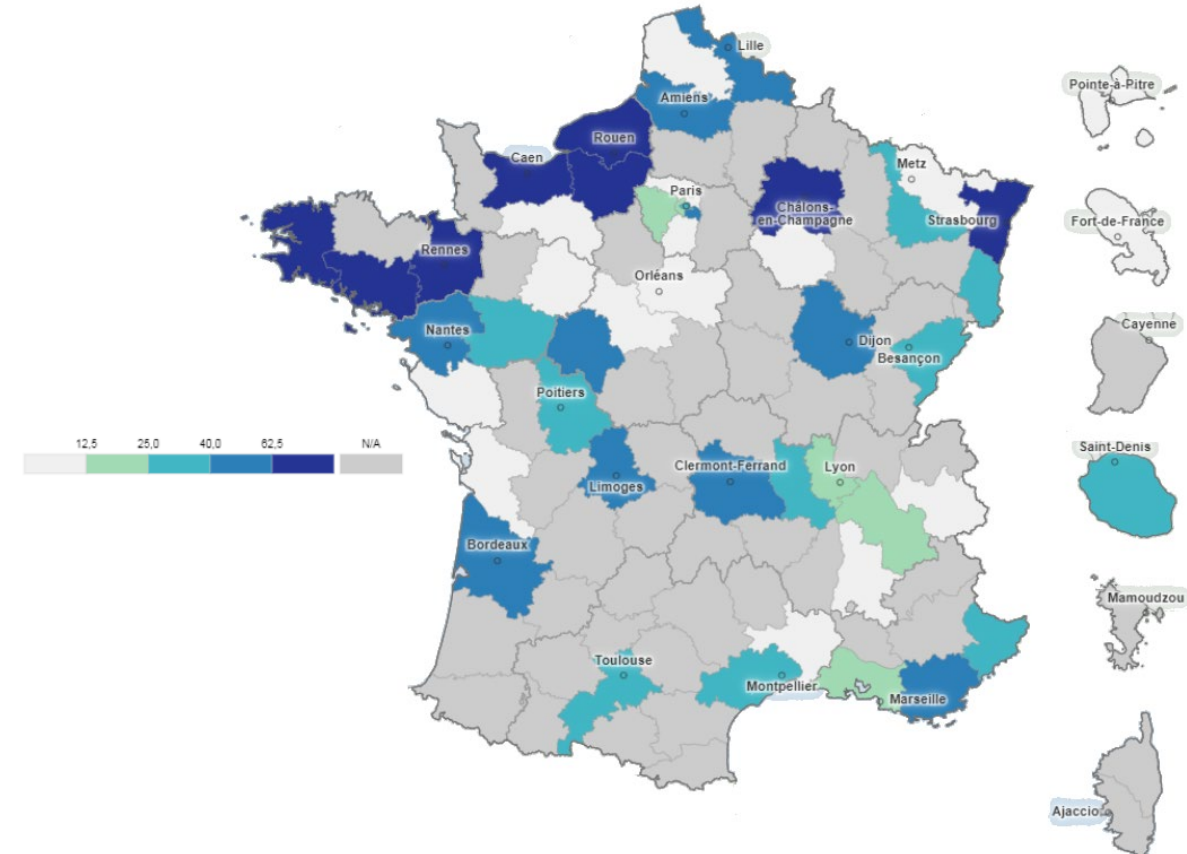 Lille
Pointe-à-Pitre
Amiens
Rouen
Caen
Metz
Paris
Châlons-
en-Champagne
Strasbourg
Fort-de-France
Rennes
Orléans
Cayenne
Nantes
Dijon
Besançon
Poitiers
12,5 25,0 40,0 62,5 N/A
Saint-Denis
Clermont-Ferrand
Lyon
Limoges
Bordeaux
Mamoudzou
Toulouse
Montpellier
Marseille
Ajaccio